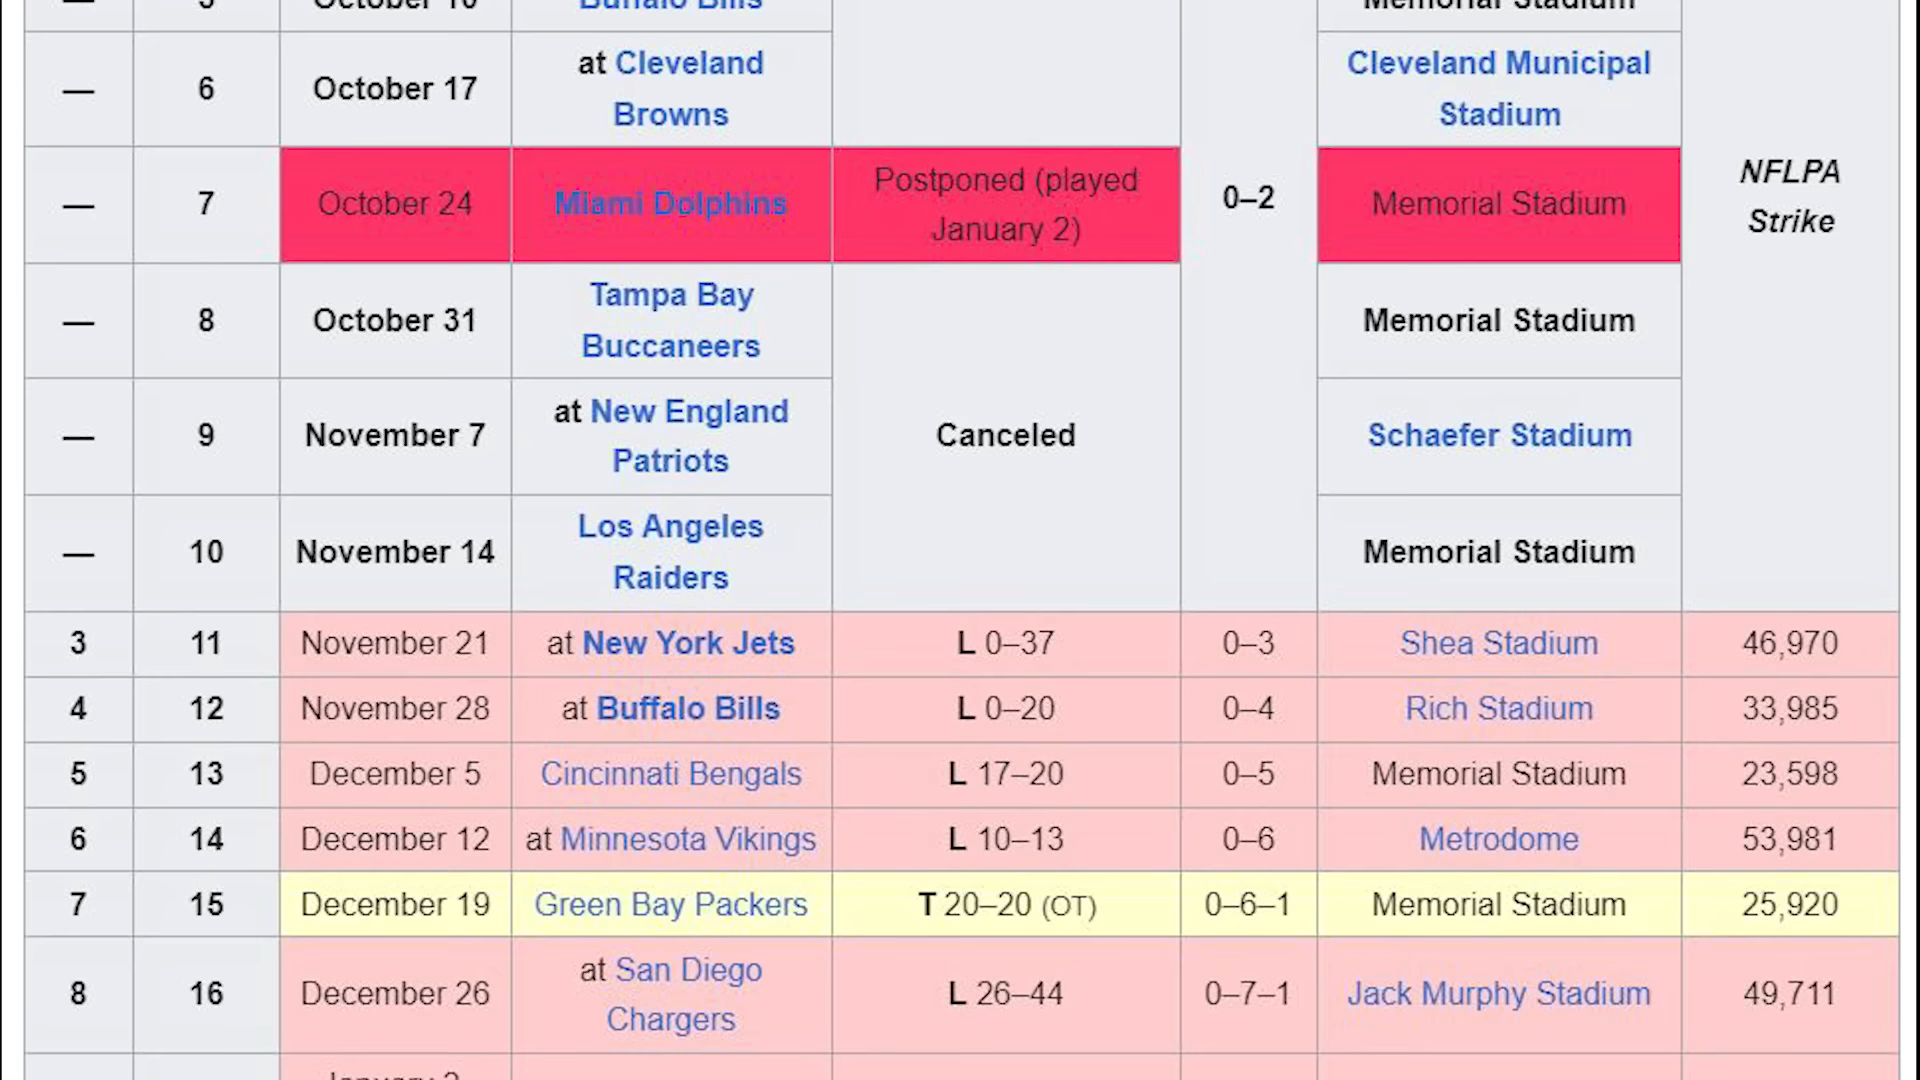 — 5 October 10 Buffalo Bills Memorial Stadium
— 6 October 17 at Cleveland Browns Cleveland Municipal Stadium
— 7 October 24 Miami Dolphins Postponed (played January 2) 0–2 Memorial Stadium NFLPA Strike
— 8 October 31 Tampa Bay Buccaneers Memorial Stadium
— 9 November 7 at New England Patriots Canceled Schaefer Stadium
— 10 November 14 Los Angeles Raiders Memorial Stadium
3 11 November 21 at New York Jets L 0–37 0–3 Shea Stadium 46,970
4 12 November 28 at Buffalo Bills L 0–20 0–4 Rich Stadium 33,985
5 13 December 5 Cincinnati Bengals L 17–20 0–5 Memorial Stadium 23,598
6 14 December 12 at Minnesota Vikings L 10–13 0–6 Metrodome 53,981
7 15 December 19 Green Bay Packers T 20–20 (OT) 0–6–1 Memorial Stadium 25,920
8 16 December 26 at San Diego Chargers L 26–44 0–7–1 Jack Murphy Stadium 49,711